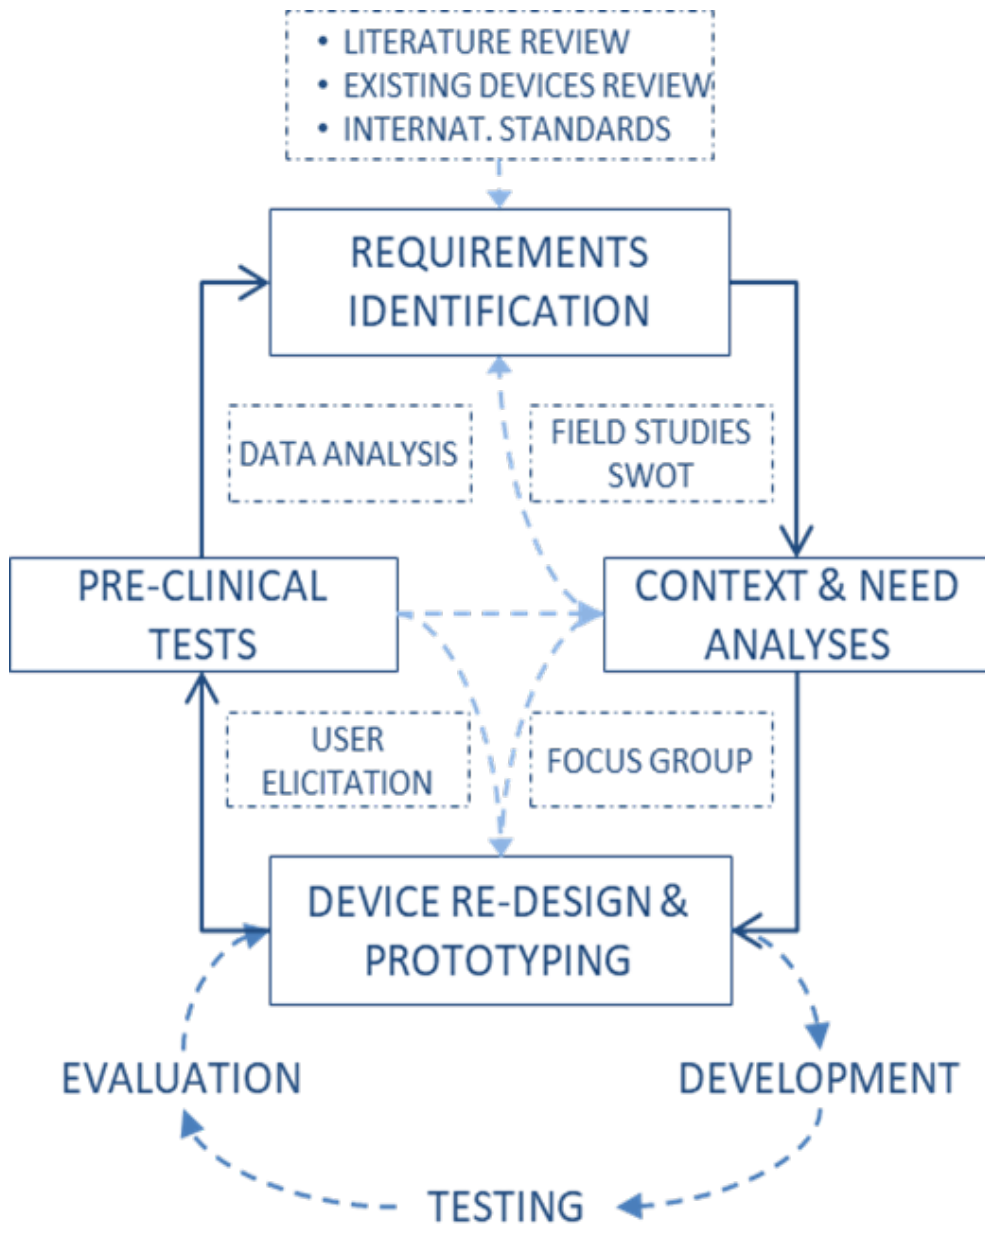 • LITERATURE REVIEW
• EXISTING DEVICES REVIEW
• INTERNAT. STANDARDS
REQUIREMENTS
IDENTIFICATION
DATA ANALYSIS
FIELD STUDIES
SWOT
PRE-CLINICAL
TESTS
CONTEXT & NEED
ANALYSES
USER
ELICITATION
FOCUS GROUP
DEVICE RE-DESIGN &
PROTOTYPING
EVALUATION
DEVELOPMENT
TESTING